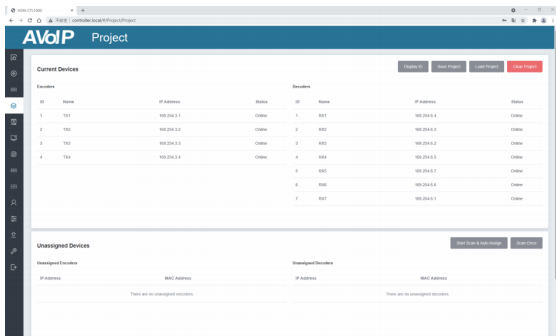 HDIN-CTL1000
不安全 | controller.local/#/Project/Project
AVoIP Project
Current Devices
Display ID Save Project Load Project Clear Project
Encoders
ID Name IP Address Status
1 TX1 169.254.3.1 Online
2 TX2 169.254.3.2 Online
3 TX3 169.254.3.3 Online
4 TX4 169.254.3.4 Online
Decoders
ID Name IP Address Status
1 RX1 169.254.6.4 Online
2 RX2 169.254.6.3 Online
3 RX3 169.254.6.2 Online
4 RX4 169.254.6.5 Online
5 RX5 169.254.6.7 Online
6 RX6 169.254.6.6 Online
7 RX7 169.254.6.1 Online
Unassigned Devices
Start Scan & Auto Assign Scan Once
Unassigned Encoders
IP Address MAC Address
There are no unassigned encoders.
Unassigned Decoders
IP Address MAC Address
There are no unassigned decoders.